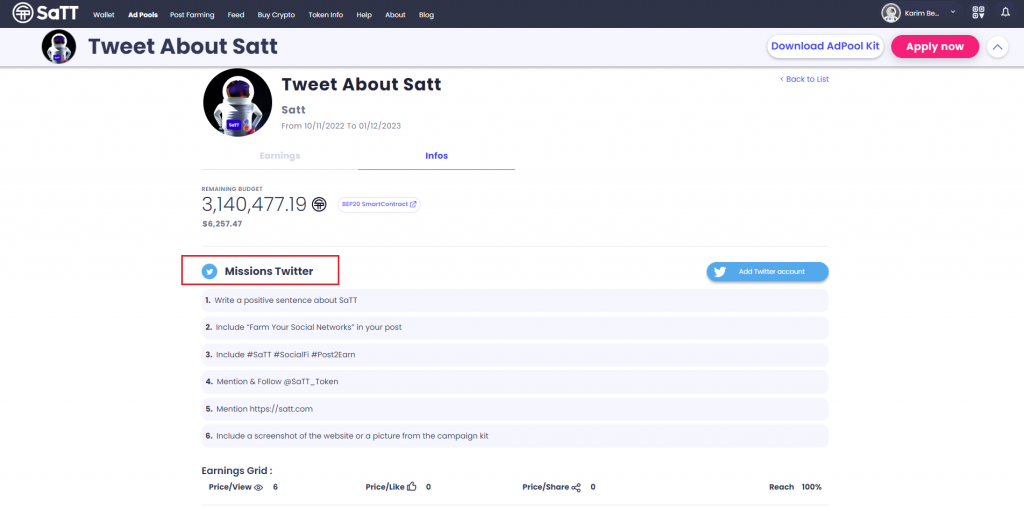 SaTT Wallet Ad Pools Post Farming Feed Buy Crypto Token Info Help About Blog Karim Be...
Tweet About Satt Download AdPool Kit Apply now
Tweet About Satt ‹ Back to List
SaTT
Satt
From 10/11/2022 To 01/12/2023
Earnings Infos
REMAINING BUDGET
3,140,477.19 BEP20 SmartContract
$6,257.47
Missions Twitter Add Twitter account
1. Write a positive sentence about SaTT
2. Include “Farm Your Social Networks” in your post
3. Include #SaTT #SocialFi #Post2Earn
4. Mention & Follow @SaTT_Token
5. Mention https://satt.com
6. Include a screenshot of the website or a picture from the campaign kit
Earnings Grid :
Price/View 6 Price/Like 0 Price/Share 0 Reach 100%